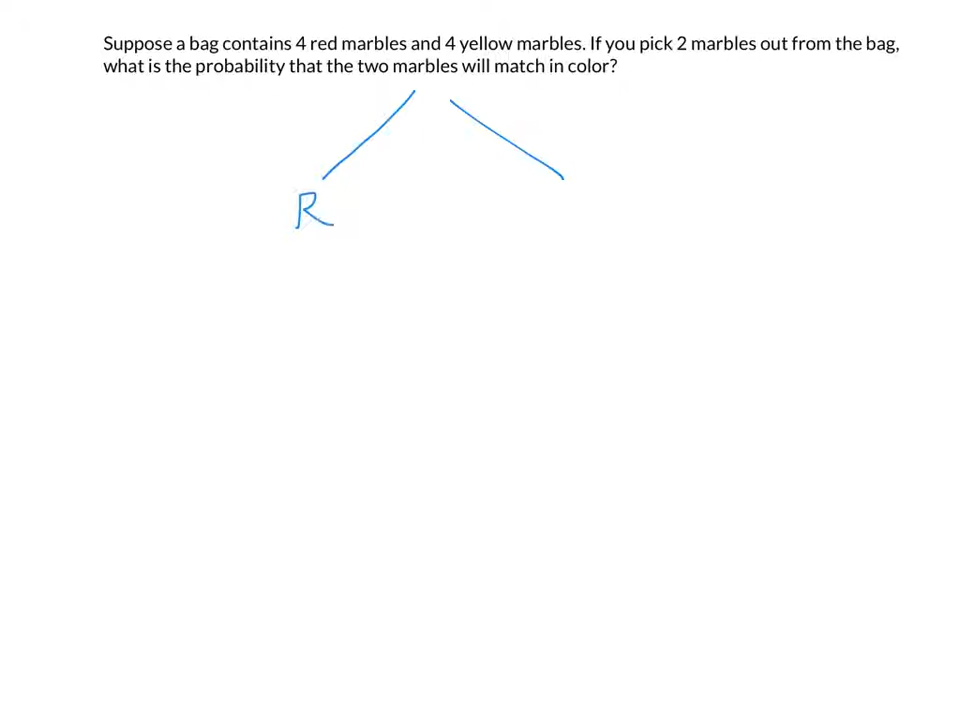 Suppose a bag contains 4 red marbles and 4 yellow marbles. If you pick 2 marbles out from the bag,
what is the probability that the two marbles will match in color?
R